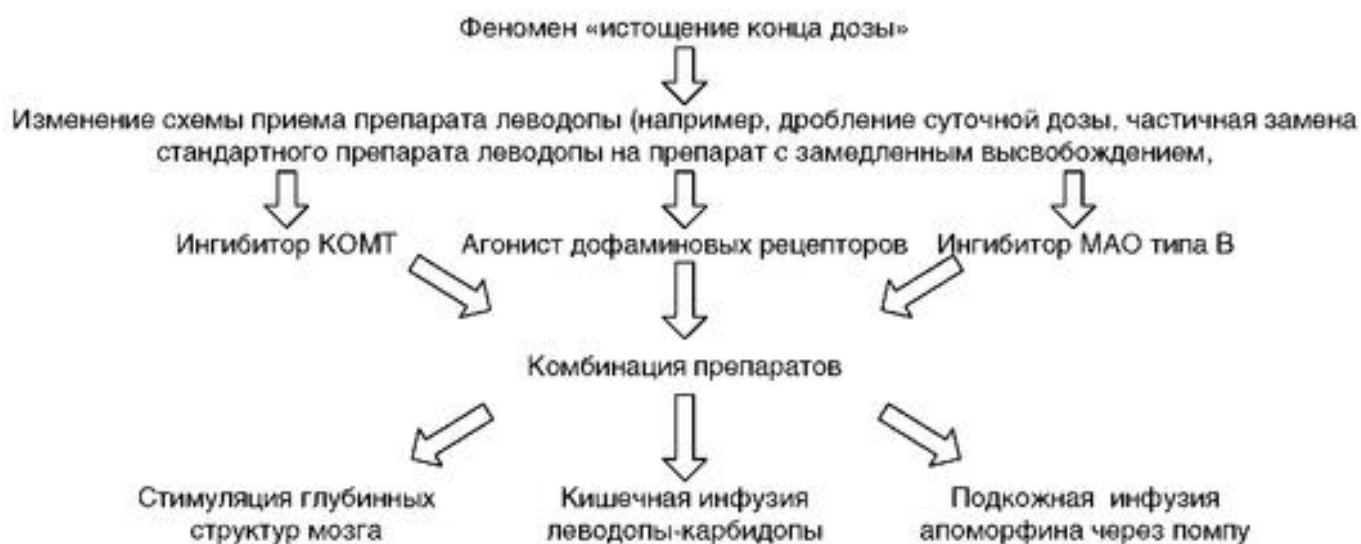 Феномен «истощение конца дозы»
Изменение схемы приема препарата леводопы (например, дробление суточной дозы, частичная замена
стандартного препарата леводопы на препарат с замедленным высвобождением,
Ингибитор КОМТ Агонист дофаминовых рецепторов Ингибитор МАО типа В
Комбинация препаратов
Стимуляция глубинных Кишечная инфузия Подкожная инфузия
структур мозга леводопы-карбидопы апоморфина через помпу